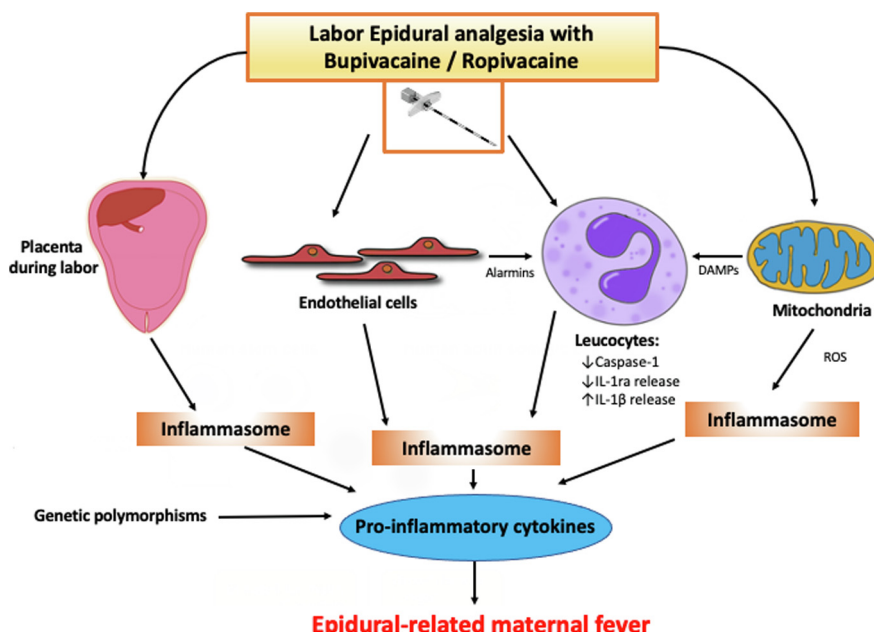 Labor Epidural analgesia with
Bupivacaine / Ropivacaine
Placenta
during labor
Endothelial cells
Alarmins
DAMPs
Mitochondria
Leucocytes:
↓Caspase-1
↓IL-1ra release
↑IL-1β release
ROS
Inflammasome
Inflammasome
Inflammasome
Genetic polymorphisms
Pro-inflammatory cytokines
Epidural-related maternal fever